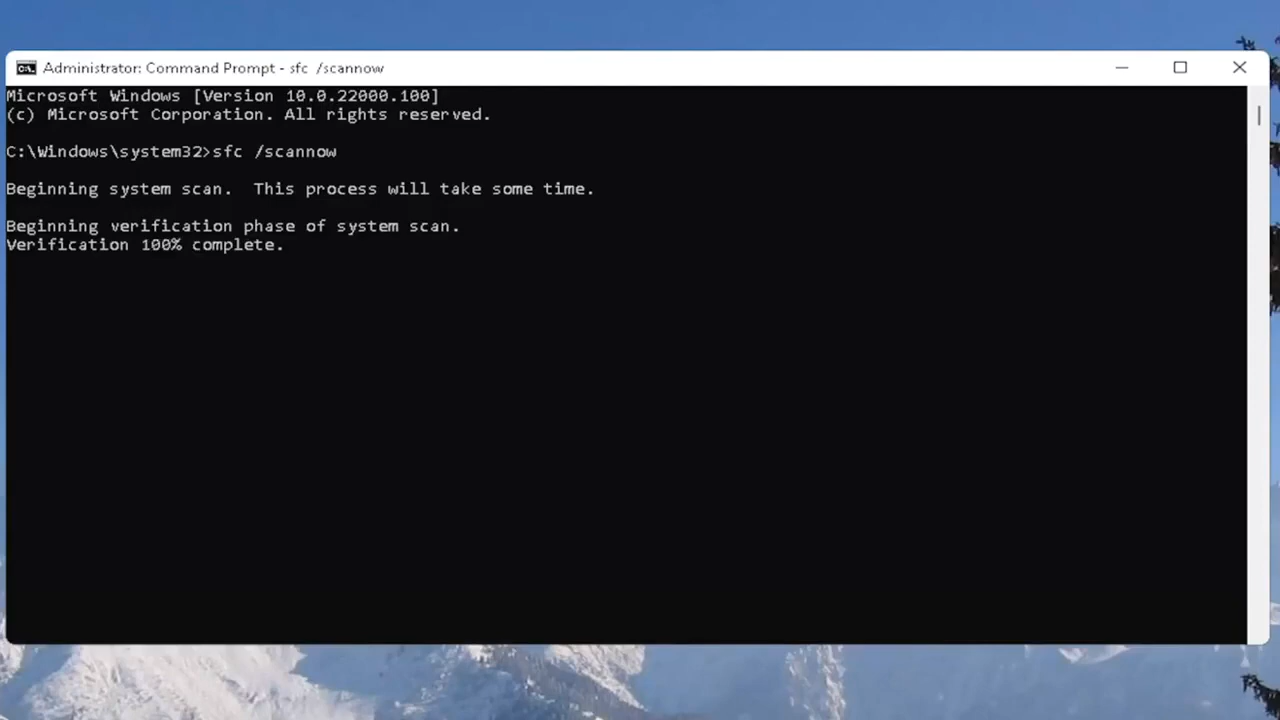 Administrator: Command Prompt - sfc  /scannow
Microsoft Windows [Version 10.0.22000.100]
(c) Microsoft Corporation. All rights reserved.
C:\Windows\system32>sfc /scannow
Beginning system scan.  This process will take some time.
Beginning verification phase of system scan.
Verification 100% complete.